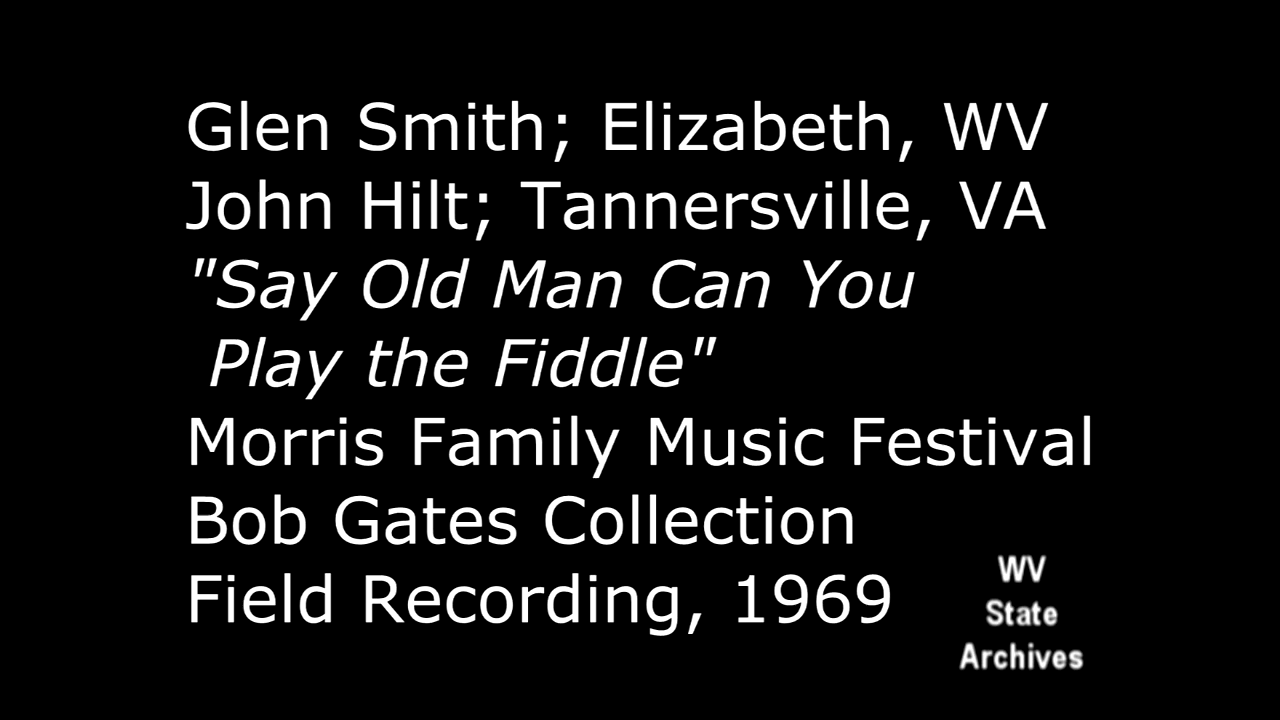 Glen Smith; Elizabeth, WV
John Hilt; Tannersville, VA
"Say Old Man Can You
Play the Fiddle"
Morris Family Music Festival
Bob Gates Collection
Field Recording, 1969
WV
State
Archives